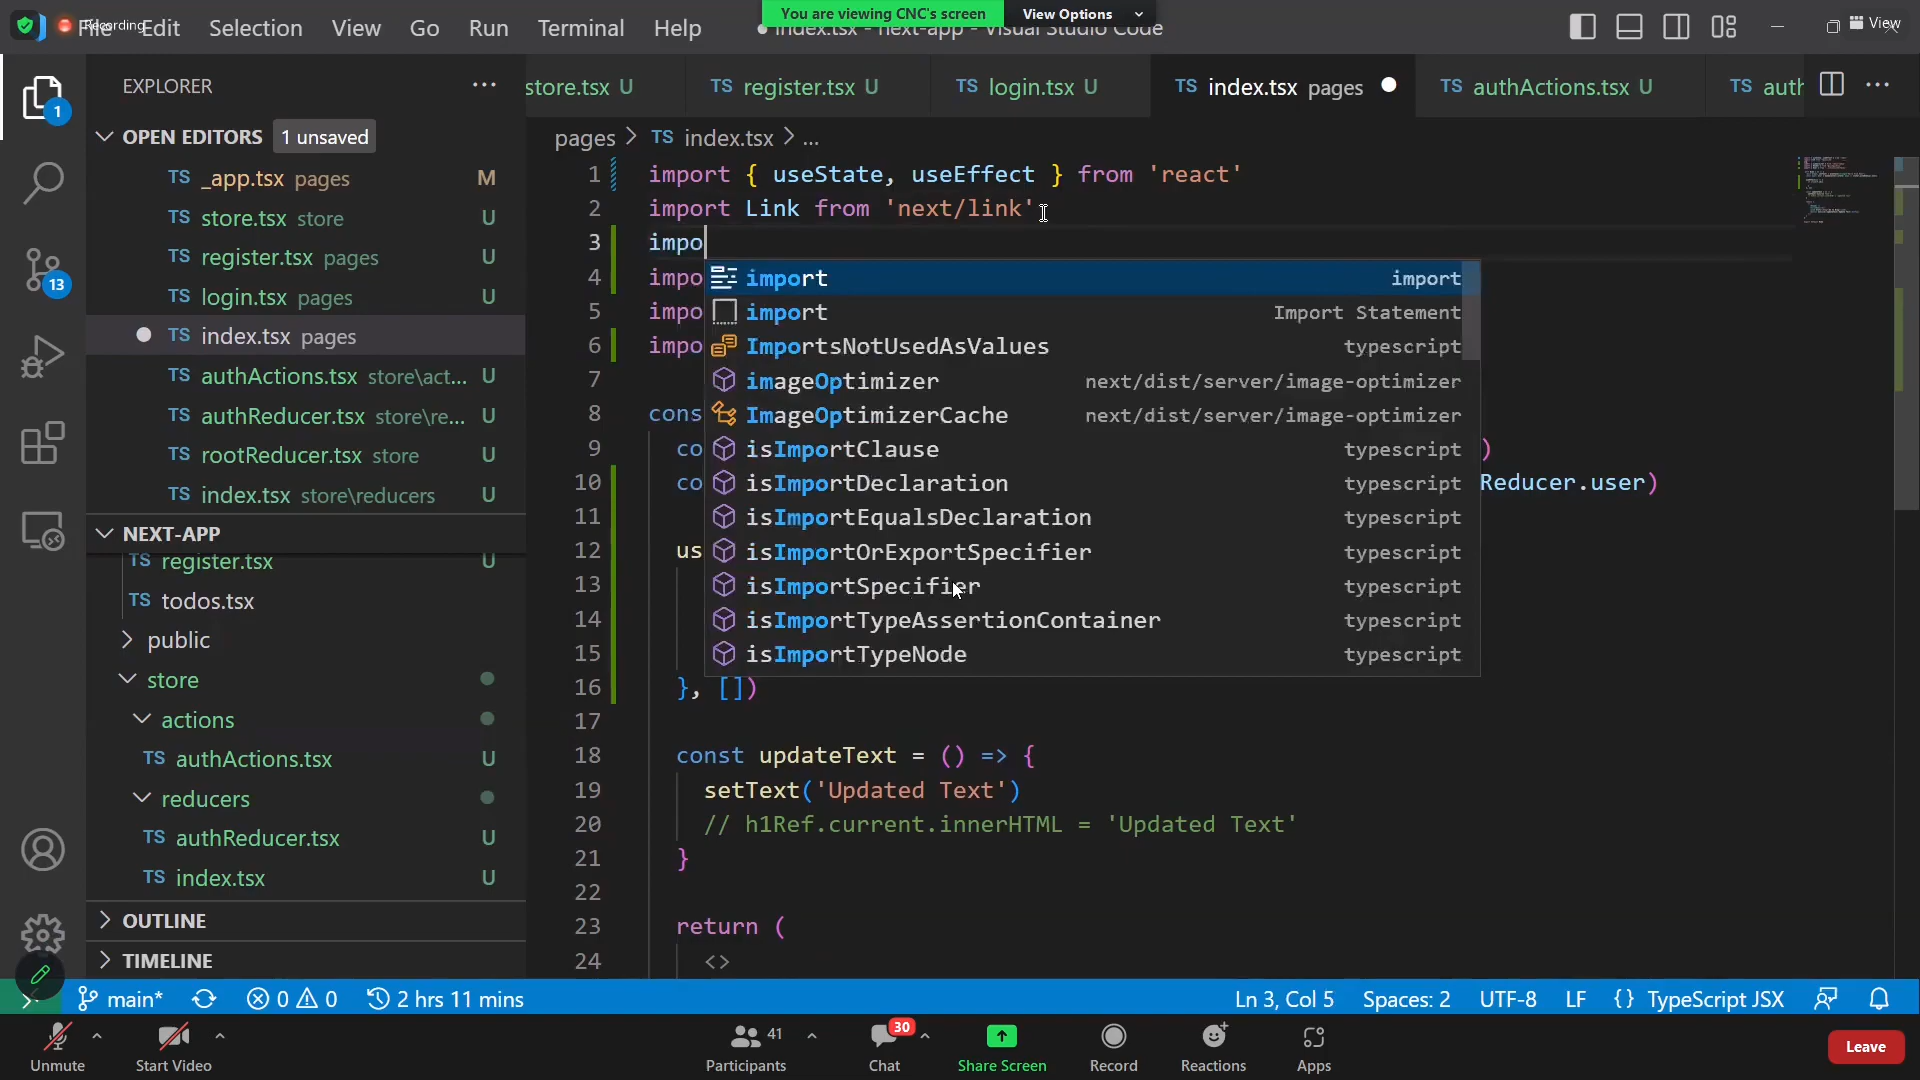 You are viewing CNC's screen
View Options
Recording
View
File Edit Selection View Go Run Terminal Help
index.tsx - next-app - Visual Studio Code
EXPLORER
store.tsx U
TS register.tsx U
TS login.tsx U
TS index.tsx pages
TS authActions.tsx U
TS auth
OPEN EDITORS 1 unsaved
TS _app.tsx pages M
TS store.tsx store U
TS register.tsx pages U
TS login.tsx pages U
TS index.tsx pages
TS authActions.tsx store\act... U
TS authReducer.tsx store\re... U
TS rootReducer.tsx store U
TS index.tsx store\reducers U
NEXT-APP
TS register.tsx U
TS todos.tsx
public
store
actions
TS authActions.tsx U
reducers
TS authReducer.tsx U
TS index.tsx U
OUTLINE
TIMELINE
1
13
pages > TS index.tsx > ...
1 import { useState, useEffect } from 'react'
2 import Link from 'next/link'
3 impo
4 impo
5 impo
6 impo
7
8 cons
9 co )
10 co Reducer.user)
11
12 us
13
14
15
16 }, [])
17
18 const updateText = () => {
19 setText('Updated Text')
20 // h1Ref.current.innerHTML = 'Updated Text'
21 }
22
23 return (
24 <>
import import
import Import Statement
ImportsNotUsedAsValues typescript
imageOptimizer next/dist/server/image-optimizer
ImageOptimizerCache next/dist/server/image-optimizer
isImportClause typescript
isImportDeclaration typescript
isImportEqualsDeclaration typescript
isImportOrExportSpecifier typescript
isImportSpecifier typescript
isImportTypeAssertionContainer typescript
isImportTypeNode typescript
main* 0 0 2 hrs 11 mins
Ln 3, Col 5 Spaces: 2 UTF-8 LF {} TypeScript JSX
Unmute
Start Video
41
Participants
30
Chat
Share Screen
Record
Reactions
Apps
Leave